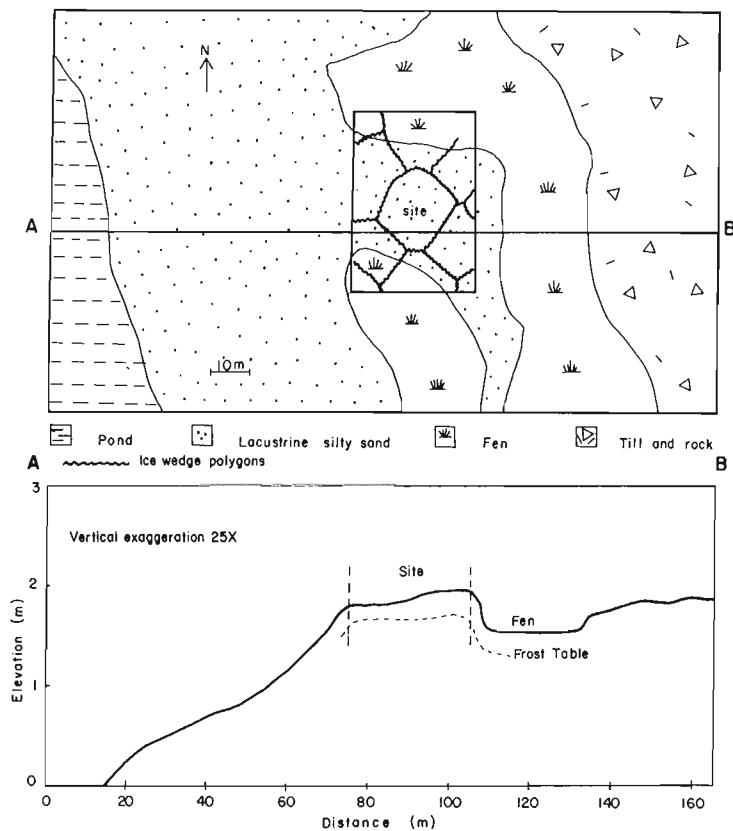 N
A
B
site
10m
Pond
Lacustrine silty sand
Fen
Till and rock
Ice wedge polygons
A
B
3
Vertical exaggeration 25X
Site
2
Fen
Frost Table
Elevation (m)
1
0
0 20 40 60 80 100 120 140 160
Distance (m)